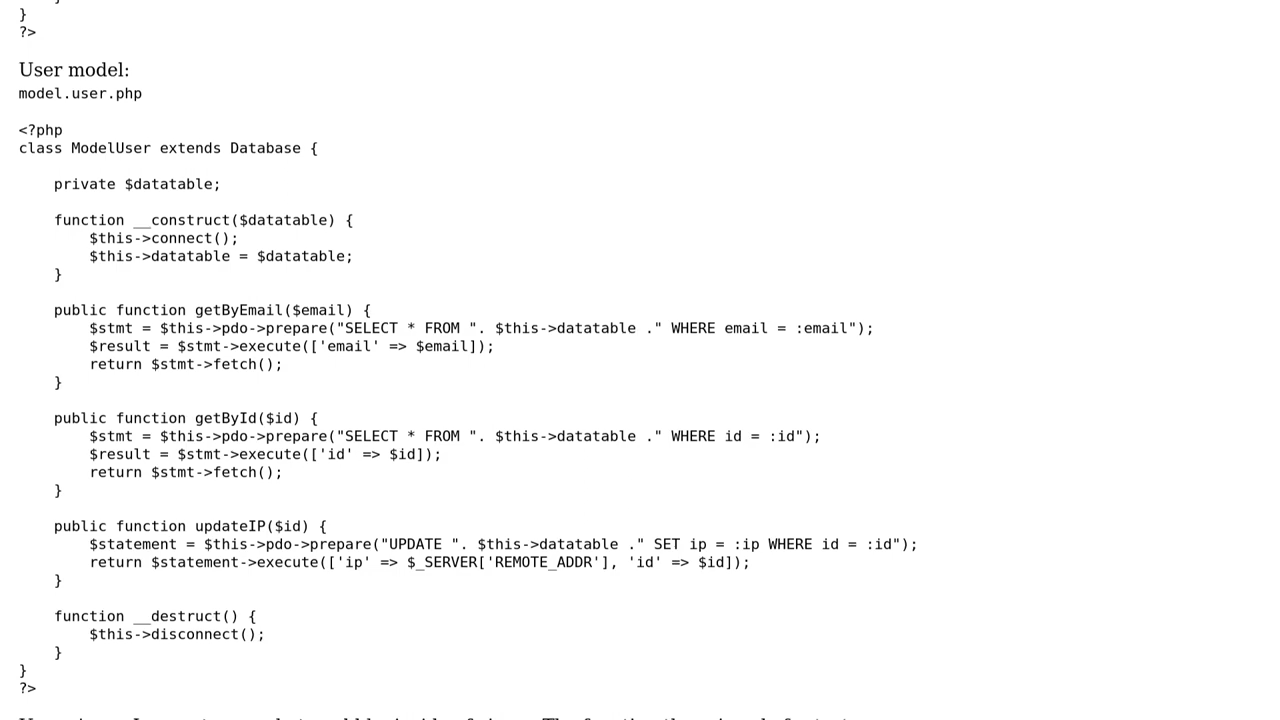 }
?>
User model:
model.user.php
<?php
class ModelUser extends Database {
    private $datatable;
    function __construct($datatable) {
        $this->connect();
        $this->datatable = $datatable;
    }
    public function getByEmail($email) {
        $stmt = $this->pdo->prepare("SELECT * FROM ". $this->datatable ." WHERE email = :email");
        $result = $stmt->execute(['email' => $email]);
        return $stmt->fetch();
    }
    public function getById($id) {
        $stmt = $this->pdo->prepare("SELECT * FROM ". $this->datatable ." WHERE id = :id");
        $result = $stmt->execute(['id' => $id]);
        return $stmt->fetch();
    }
    public function updateIP($id) {
        $statement = $this->pdo->prepare("UPDATE ". $this->datatable ." SET ip = :ip WHERE id = :id");
        return $statement->execute(['ip' => $_SERVER['REMOTE_ADDR'], 'id' => $id]);
    }
    function __destruct() {
        $this->disconnect();
    }
}
?>